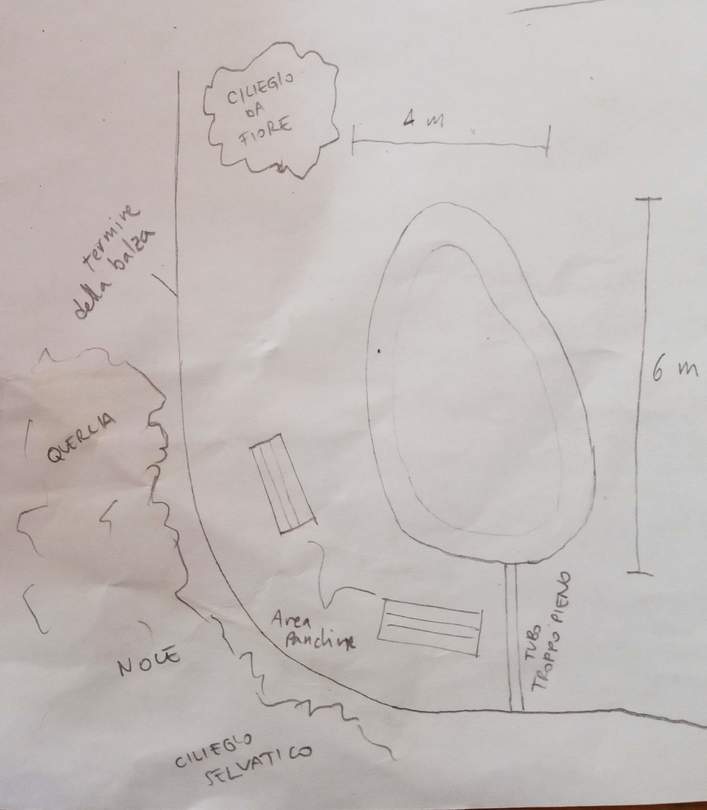 CILIEGIO
DA
FIORE
4 m
termine
della balza
6 m
QUERCIA
Area
Panchine
TUBO
TROPPO PIENO
NOCE
CILIEGIO
SELVATICO